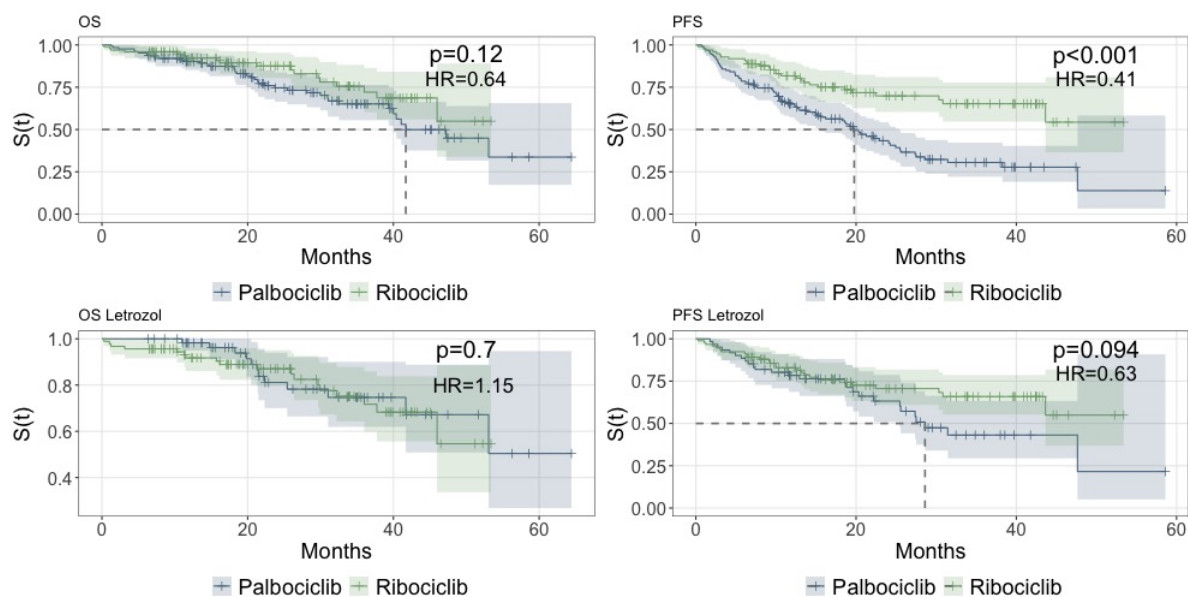 OS
p=0.12
HR=0.64
1.00
0.75
0.50
0.25
0.00
S(t)
0 20 40 60
Months
Palbociclib Ribociclib
PFS
p<0.001
HR=0.41
1.00
0.75
0.50
0.25
0.00
S(t)
0 20 40 60
Months
Palbociclib Ribociclib
OS Letrozol
p=0.7
HR=1.15
1.0
0.8
0.6
0.4
S(t)
0 20 40 60
Months
Palbociclib Ribociclib
PFS Letrozol
p=0.094
HR=0.63
1.00
0.75
0.50
0.25
0.00
S(t)
0 20 40 60
Months
Palbociclib Ribociclib